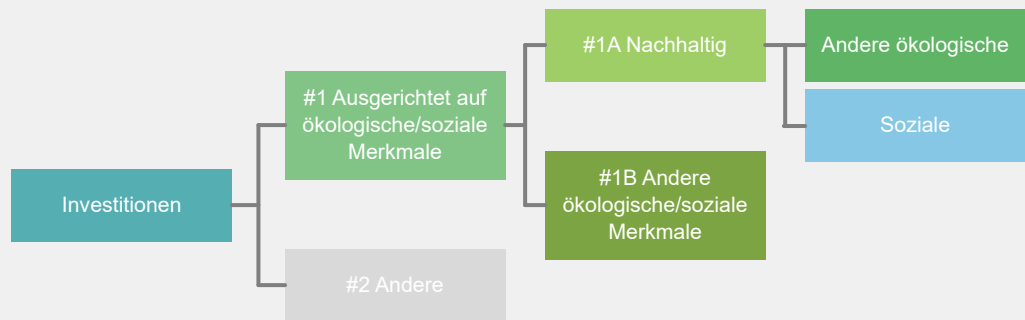 Investitionen
#1 Ausgerichtet auf
ökologische/soziale
Merkmale
#2 Andere
#1A Nachhaltig
#1B Andere
ökologische/soziale
Merkmale
Andere ökologische
Soziale